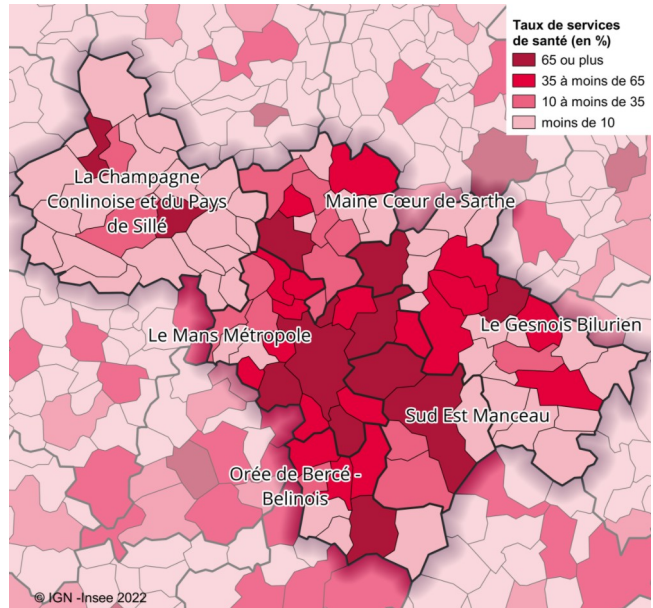 Taux de services
de santé (en %)
65 ou plus
35 à moins de 65
10 à moins de 35
moins de 10
La Champagne
Conlinoise et du Pays
de Sillé
Maine Cœur de Sarthe
Le Mans Métropole
Le Gesnois Bilurien
Sud Est Manceau
Orée de Bercé -
Belinois
© IGN -Insee 2022